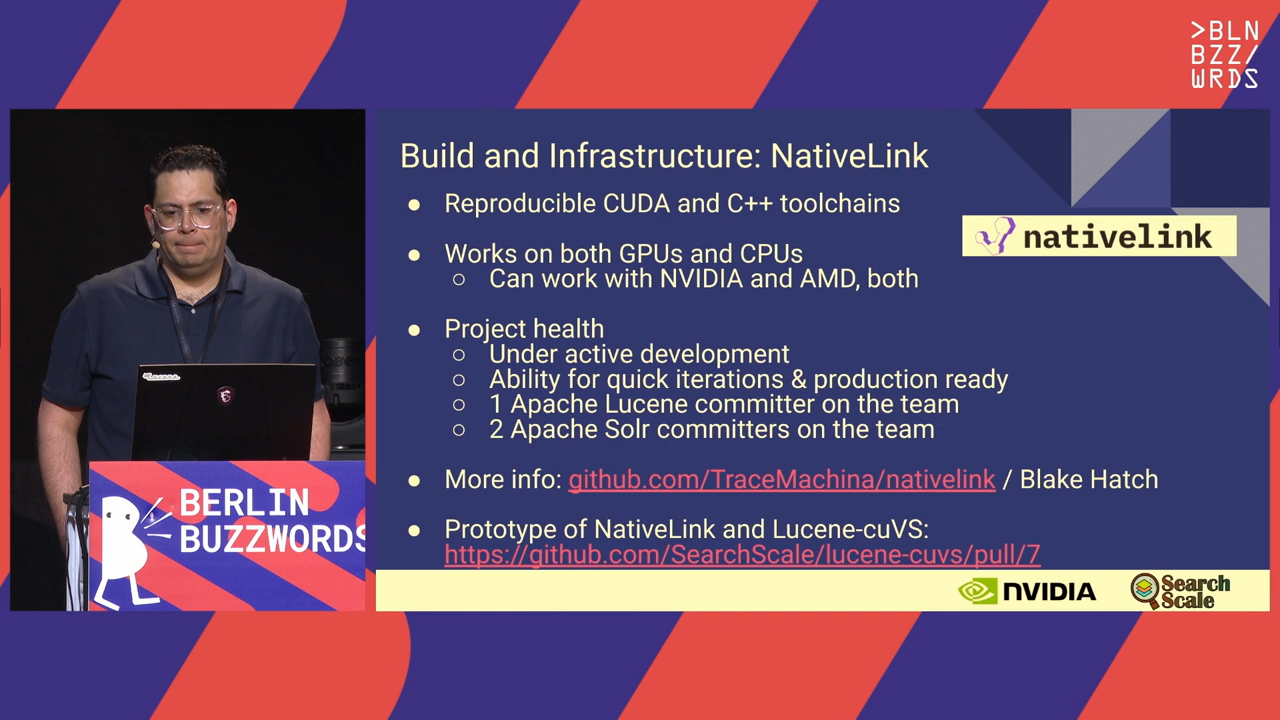 >BLN
BZZ/
WRDS
Build and Infrastructure: NativeLink
● Reproducible CUDA and C++ toolchains
nativelink
● Works on both GPUs and CPUs
○ Can work with NVIDIA and AMD, both
● Project health
○ Under active development
○ Ability for quick iterations & production ready
○ 1 Apache Lucene committer on the team
○ 2 Apache Solr committers on the team
● More info: github.com/TraceMachina/nativelink / Blake Hatch
● Prototype of NativeLink and Lucene-cuVS:
https://github.com/SearchScale/lucene-cuvs/pull/7
NVIDIA
Search
Scale
BERLIN
BUZZWORDS